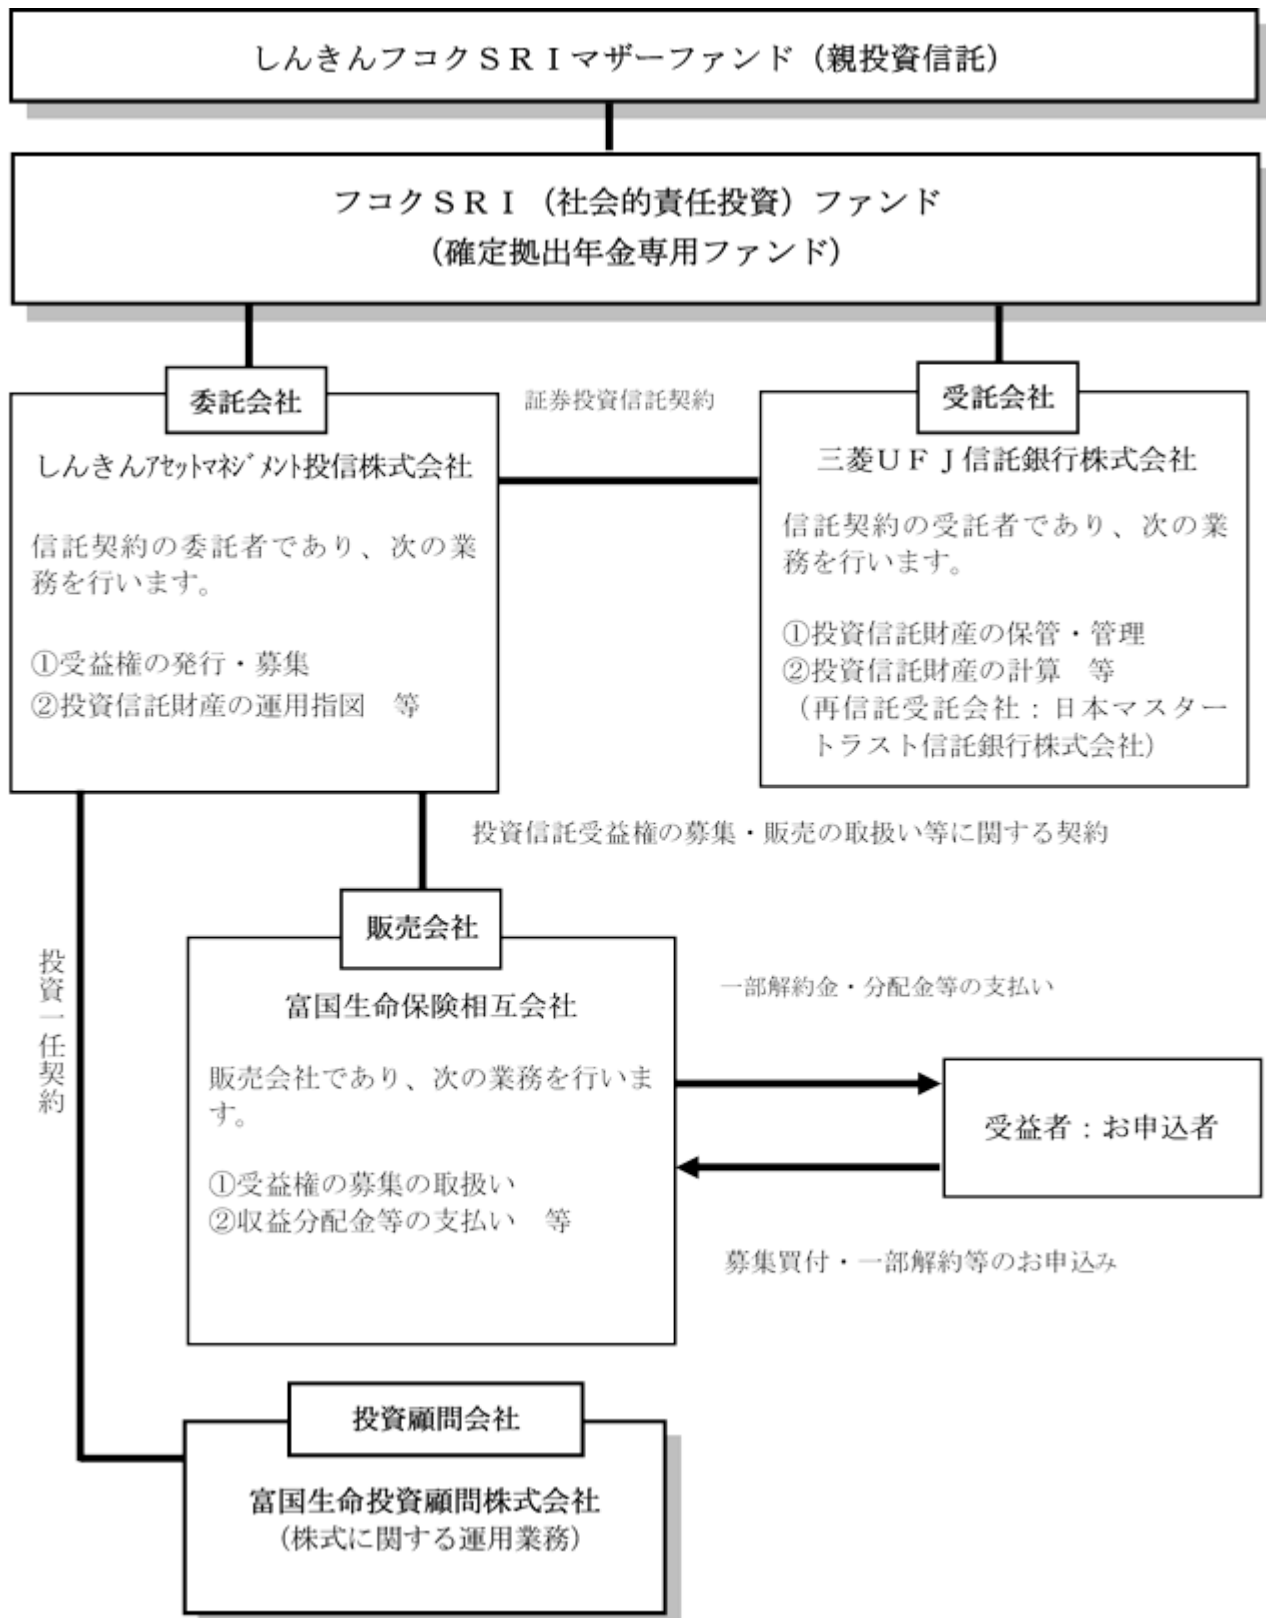 しんきんフコクSRIマザーファンド（親投資信託）
フコクSRI（社会的責任投資）ファンド
（確定拠出年金専用ファンド）
委託会社
しんきんｱｾｯﾄﾏﾈｼﾞﾒﾝﾄ投信株式会社
信託契約の委託者であり、次の業
務を行います。
①受益権の発行・募集
②投資信託財産の運用指図　等
証券投資信託契約
受託会社
三菱UFJ信託銀行株式会社
信託契約の受託者であり、次の業
務を行います。
①投資信託財産の保管・管理
②投資信託財産の計算　等
（再信託受託会社：日本マスター
トラスト信託銀行株式会社）
投資信託受益権の募集・販売の取扱い等に関する契約
投資一任契約
販売会社
富国生命保険相互会社
販売会社であり、次の業務を行いま
す。
①受益権の募集の取扱い
②収益分配金等の支払い　等
一部解約金・分配金等の支払い
受益者：お申込者
募集買付・一部解約等のお申込み
投資顧問会社
富国生命投資顧問株式会社
（株式に関する運用業務）